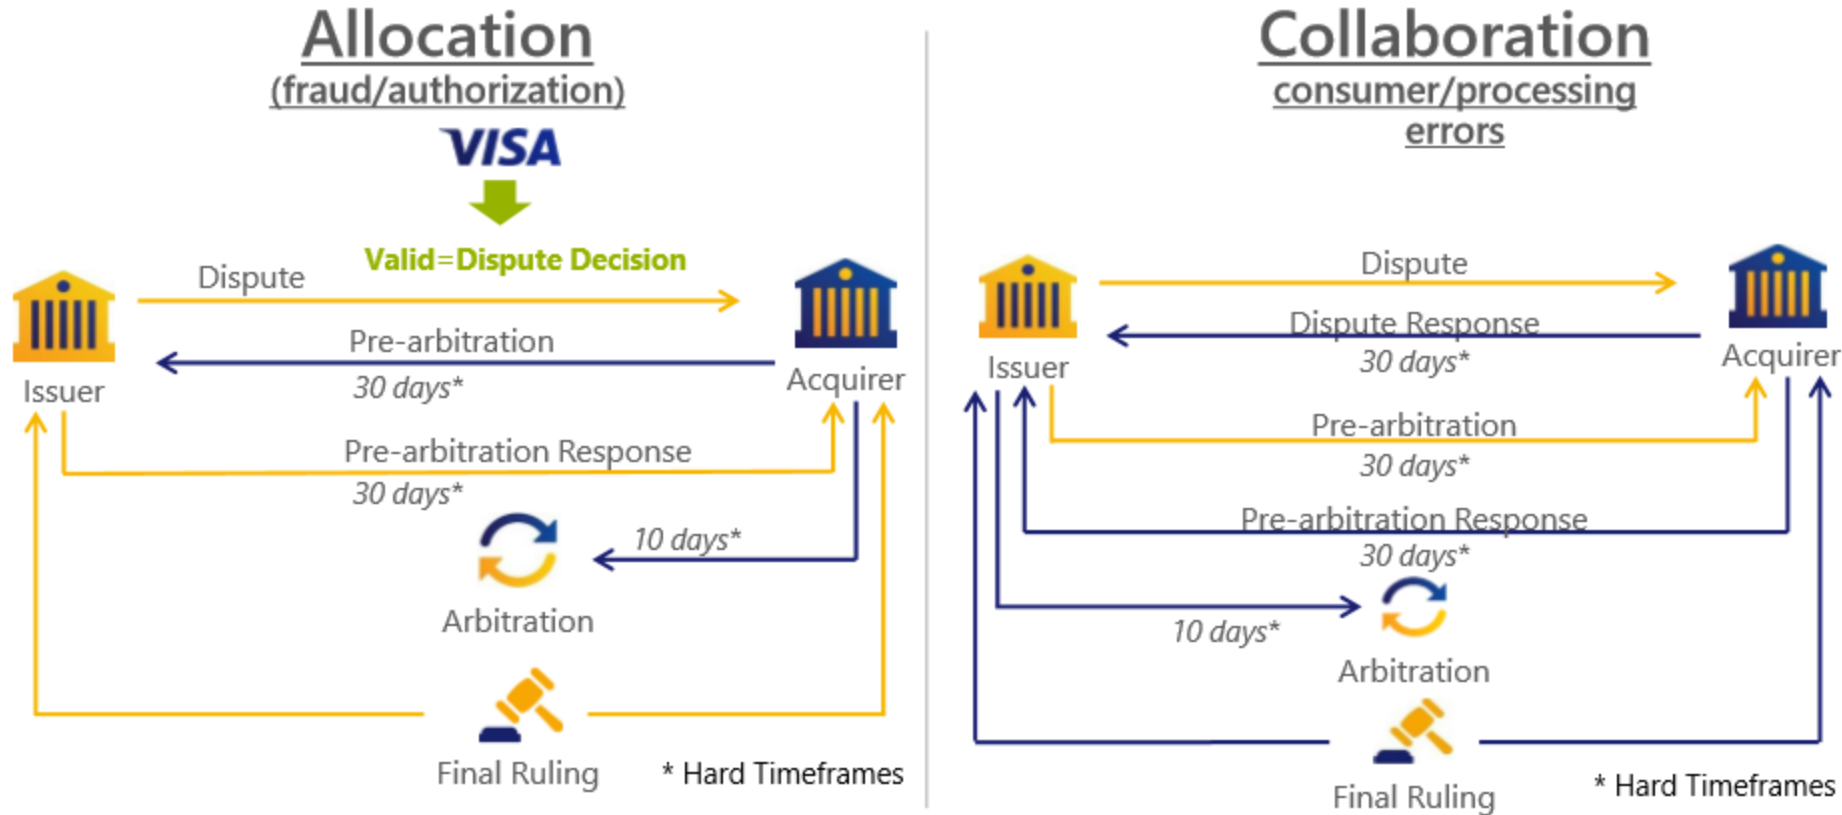 Allocation
(fraud/authorization)
VISA
Valid=Dispute Decision
Dispute
Pre-arbitration
30 days*
Issuer
Acquirer
Pre-arbitration Response
30 days*
10 days*
Arbitration
Final Ruling
* Hard Timeframes
Collaboration
consumer/processing
errors
Dispute
Dispute Response
30 days*
Issuer
Acquirer
Pre-arbitration
30 days*
Pre-arbitration Response
30 days*
10 days*
Arbitration
Final Ruling
* Hard Timeframes